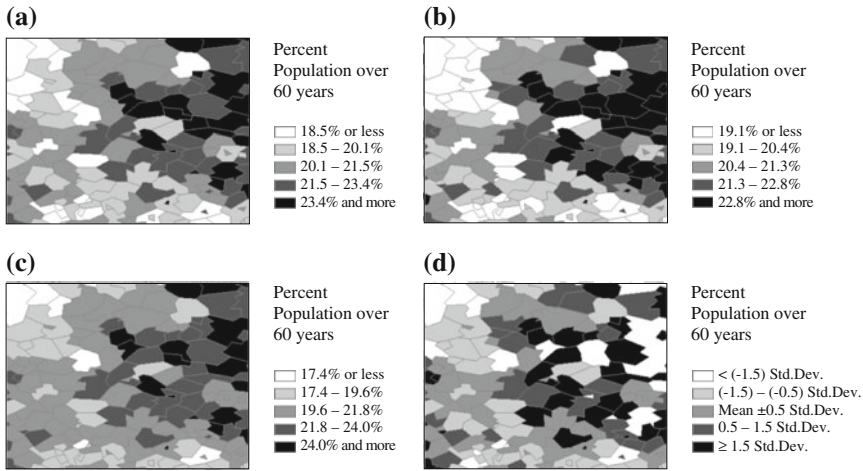 (a)
Percent
Population over
60 years
18.5% or less
18.5 – 20.1%
20.1 – 21.5%
21.5 – 23.4%
23.4% and more
(b)
Percent
Population over
60 years
19.1% or less
19.1 – 20.4%
20.4 – 21.3%
21.3 – 22.8%
22.8% and more
(c)
Percent
Population over
60 years
17.4% or less
17.4 – 19.6%
19.6 – 21.8%
21.8 – 24.0%
24.0% and more
(d)
Percent
Population over
60 years
< (-1.5) Std.Dev.
(-1.5) – (-0.5) Std.Dev.
Mean ±0.5 Std.Dev.
0.5 – 1.5 Std.Dev.
≥ 1.5 Std.Dev.